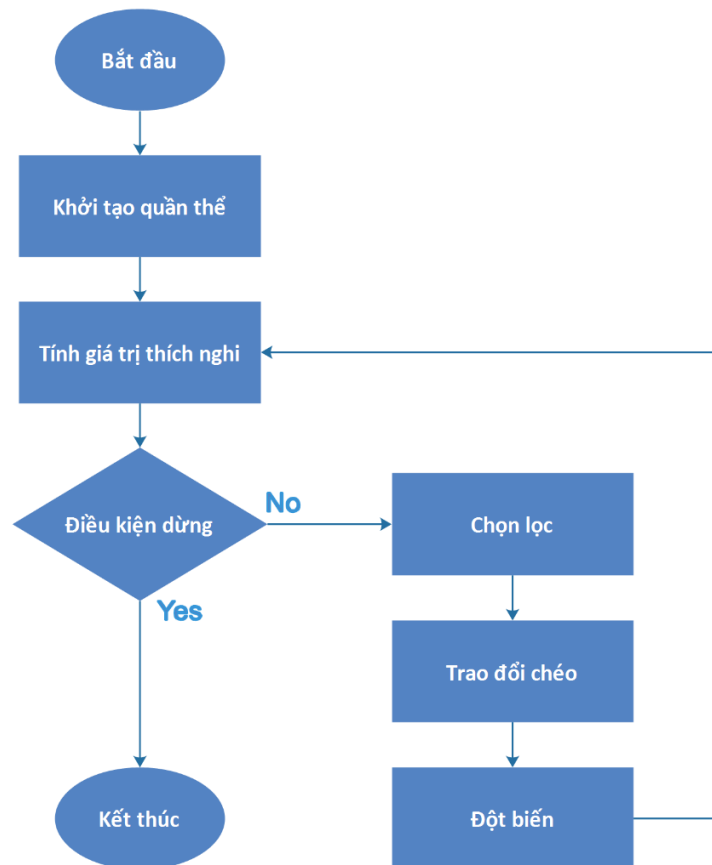 Bắt đầu
Khởi tạo quần thể
Tính giá trị thích nghi
Điều kiện dừng
No
Chọn lọc
Yes
Trao đổi chéo
Kết thúc
Đột biến